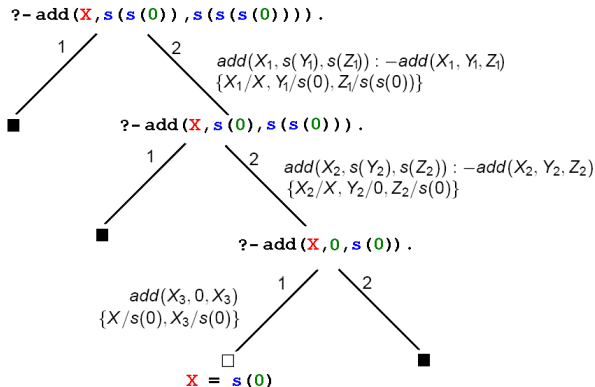 ?-add(X,s(s(0)),s(s(s(0)))).
1
2
add(X₁, s(Y₁), s(Z₁)) : −add(X₁, Y₁, Z₁)
{X₁/X, Y₁/s(0), Z₁/s(s(0))}
?-add(X,s(0),s(s(0))).
1
2
add(X₂, s(Y₂), s(Z₂)) : −add(X₂, Y₂, Z₂)
{X₂/X, Y₂/0, Z₂/s(0)}
?-add(X,0,s(0)).
1
2
add(X₃, 0, X₃)
{X/s(0), X₃/s(0)}
X = s(0)